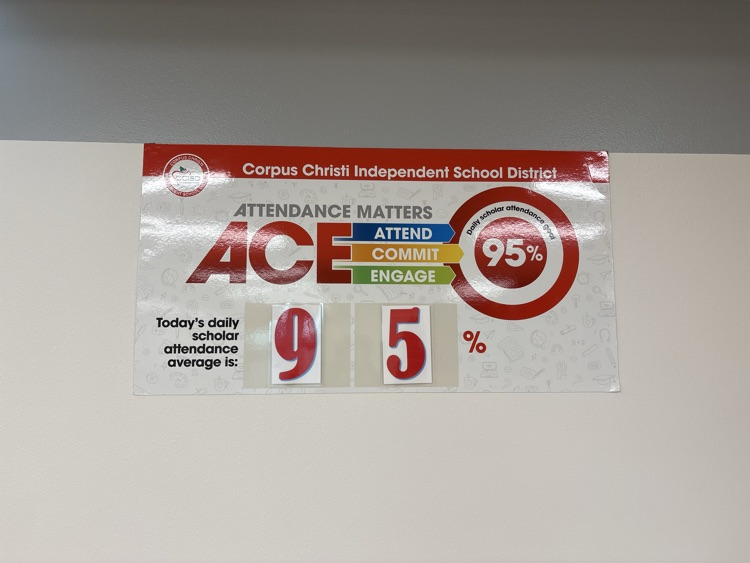 Corpus Christi Independent School District
ATTENDANCE MATTERS
ACE
ATTEND
COMMIT
ENGAGE
Daily scholar attendance goal
95%
Today's daily
scholar
attendance
average is:
9 5 %